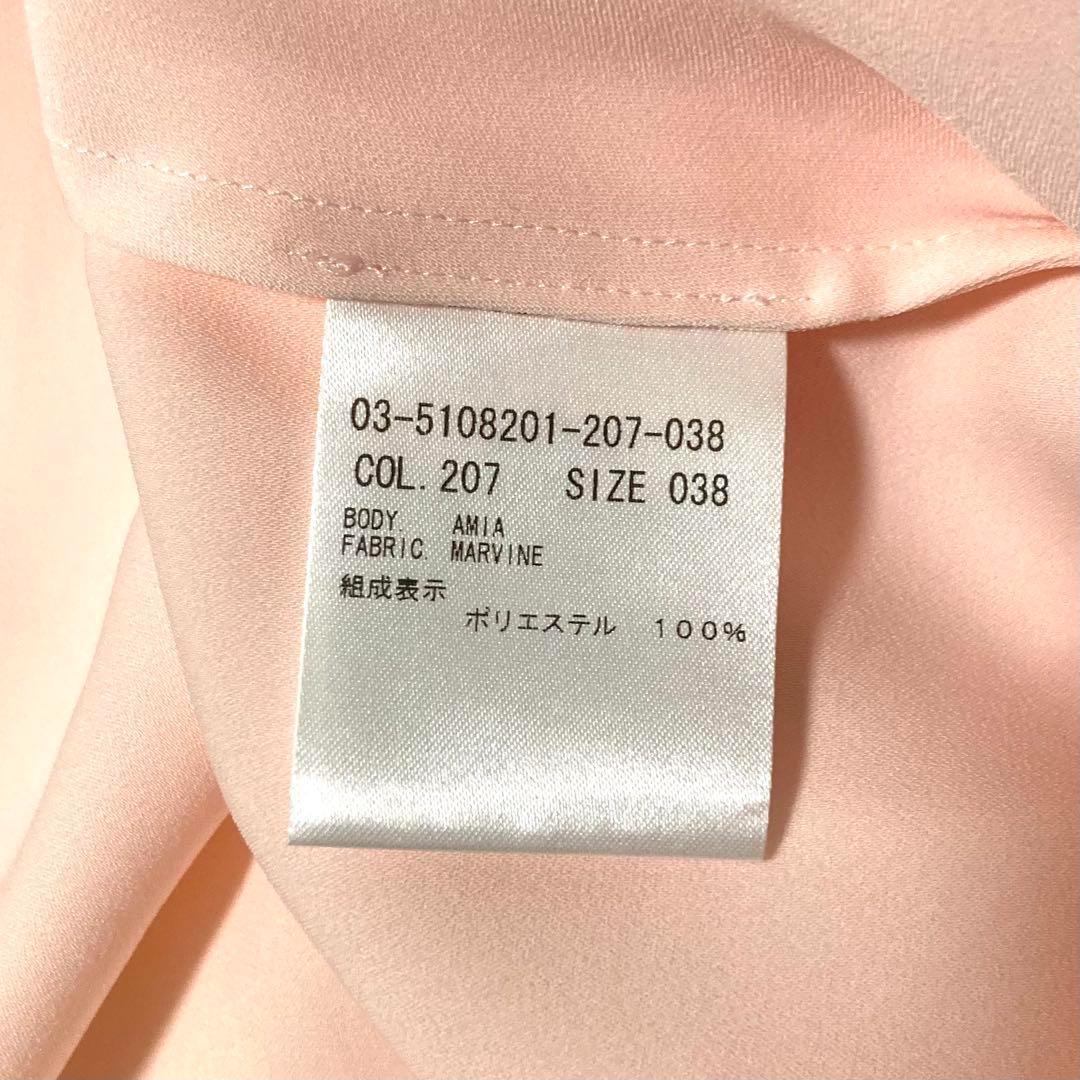 03-5108201-207-038
COL. 207 SIZE 038
BODY AMIA
FABRIC MARVINE
組成表示
ポリエステル 100%